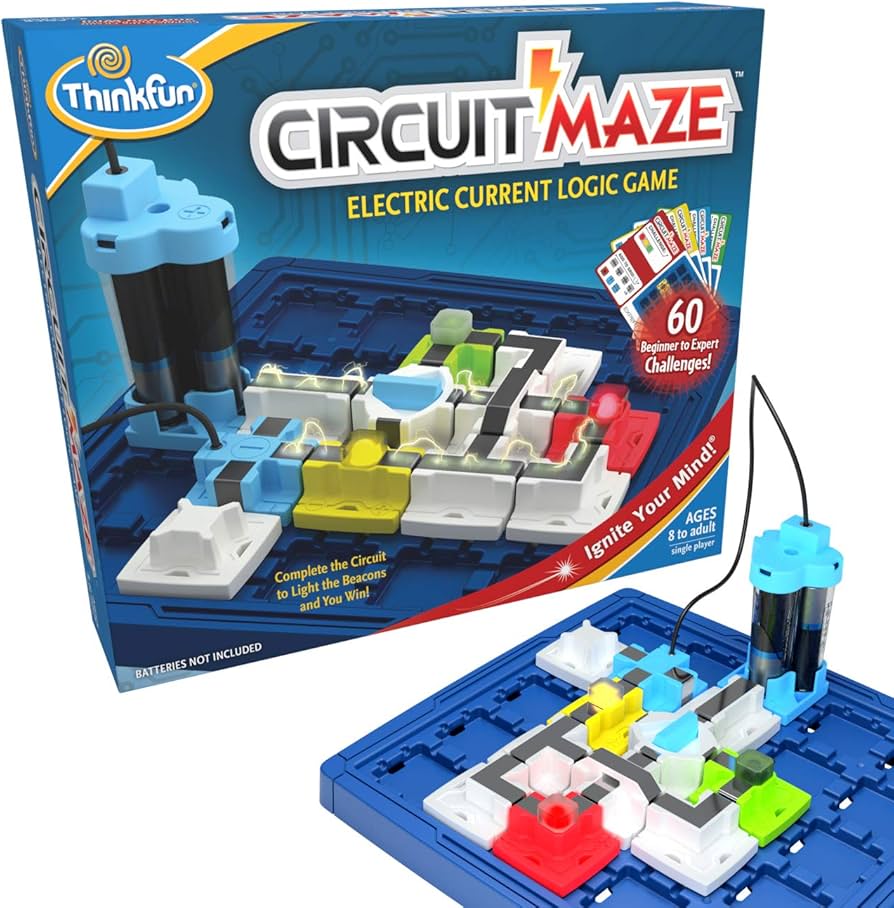 Thinkfun®
CIRCUIT MAZE™
ELECTRIC CURRENT LOGIC GAME
60
Beginner to Expert
Challenges!
Ignite Your Mind!®
AGES
8 to adult
single player
Complete the Circuit
to Light the Beacons
and You Win!
BATTERIES NOT INCLUDED